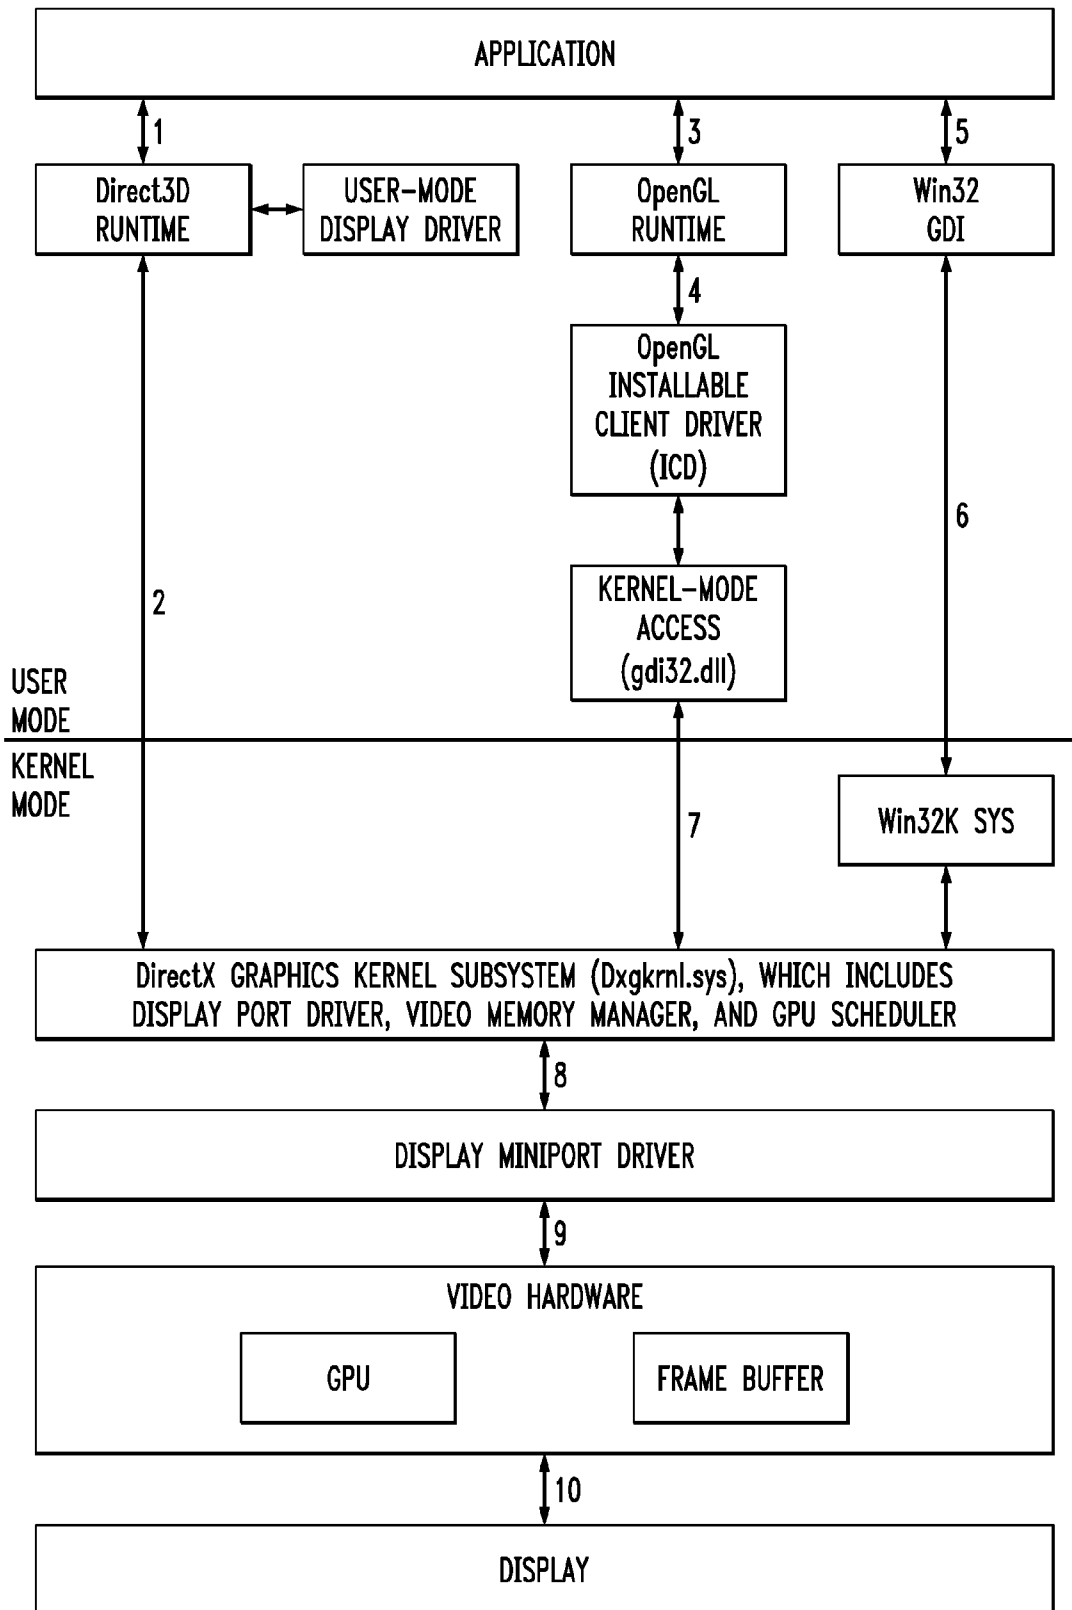 APPLICATION
1
3
5
Direct3D
RUNTIME
USER-MODE
DISPLAY DRIVER
OpenGL
RUNTIME
Win32
GDI
4
OpenGL
INSTALLABLE
CLIENT DRIVER
(ICD)
6
2
KERNEL-MODE
ACCESS
(gdi32.dll)
USER
MODE
KERNEL
MODE
7
Win32K SYS
DirectX GRAPHICS KERNEL SUBSYSTEM (Dxgkrnl.sys), WHICH INCLUDES
DISPLAY PORT DRIVER, VIDEO MEMORY MANAGER, AND GPU SCHEDULER
8
DISPLAY MINIPORT DRIVER
9
VIDEO HARDWARE
GPU
FRAME BUFFER
10
DISPLAY